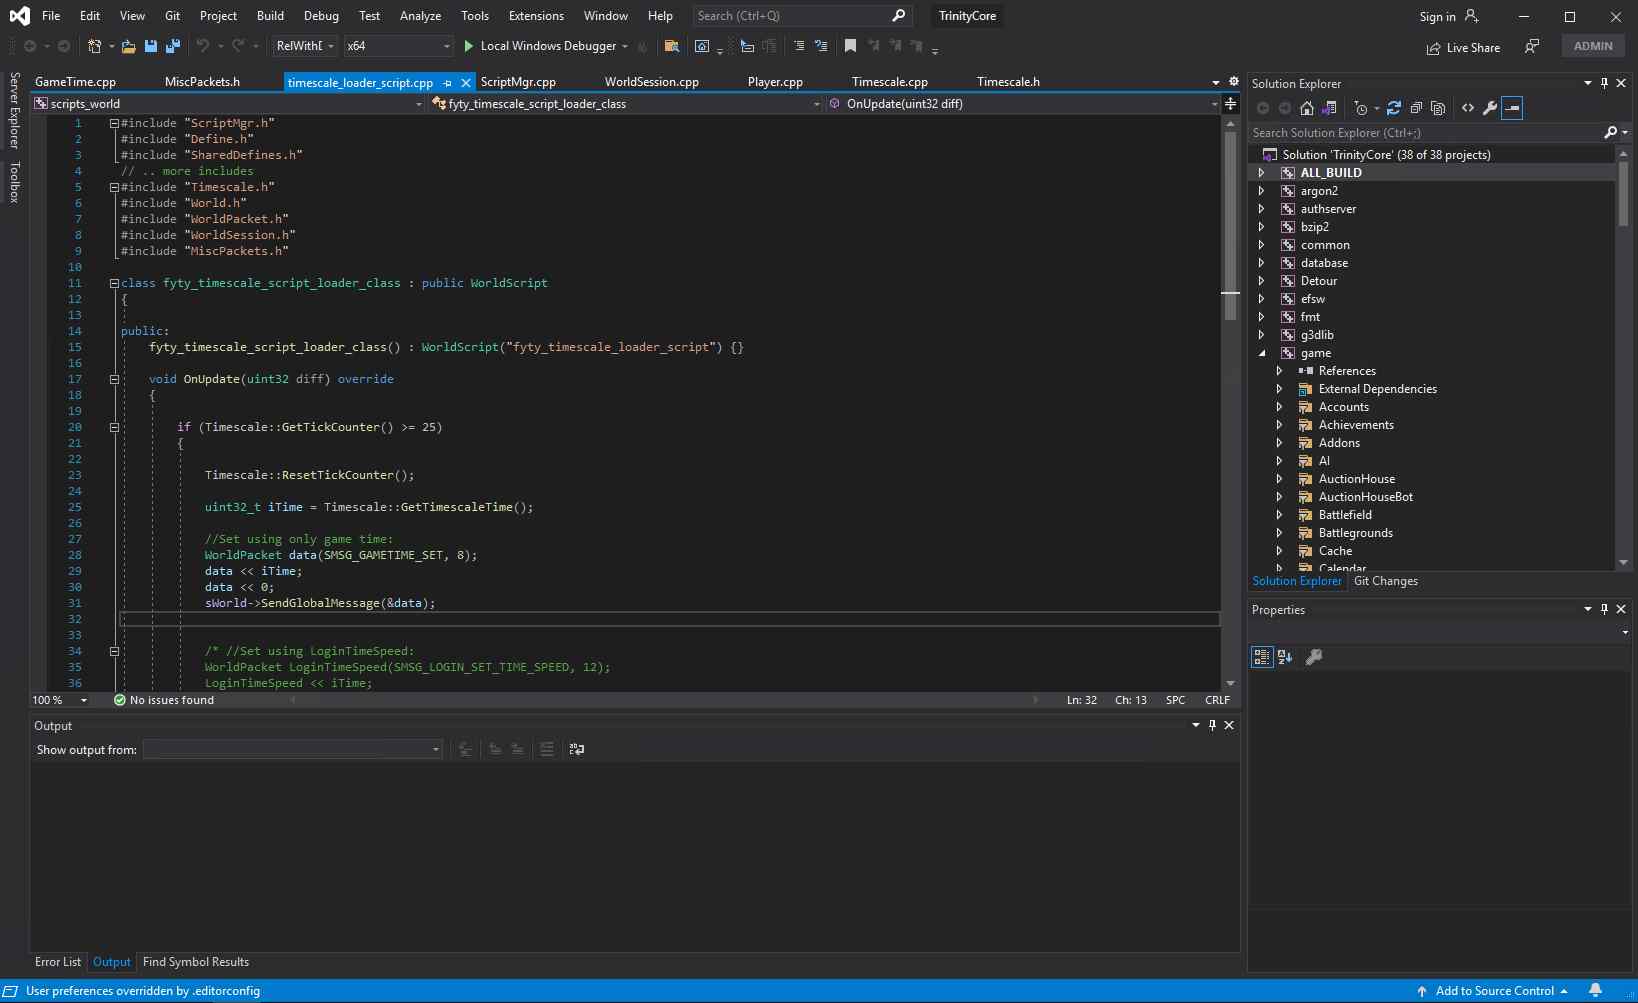 File Edit View Git Project Build Debug Test Analyze Tools Extensions Window Help Search (Ctrl+Q) TrinityCore Sign in
RelWithD x64 Local Windows Debugger Live Share ADMIN
Server Explorer
Toolbox
GameTime.cpp MiscPackets.h timescale_loader_script.cpp ScriptMgr.cpp WorldSession.cpp Player.cpp Timescale.cpp Timescale.h
scripts_world fyty_timescale_script_loader_class OnUpdate(uint32 diff)
1 #include "ScriptMgr.h"
2 #include "Define.h"
3 #include "SharedDefines.h"
4 // .. more includes
5 #include "Timescale.h"
6 #include "World.h"
7 #include "WorldPacket.h"
8 #include "WorldSession.h"
9 #include "MiscPackets.h"
10
11 class fyty_timescale_script_loader_class : public WorldScript
12 {
13
14 public:
15 fyty_timescale_script_loader_class() : WorldScript("fyty_timescale_loader_script") {}
16
17 void OnUpdate(uint32 diff) override
18 {
19
20 if (Timescale::GetTickCounter() >= 25)
21 {
22
23 Timescale::ResetTickCounter();
24
25 uint32_t iTime = Timescale::GetTimescaleTime();
26
27 //Set using only game time:
28 WorldPacket data(SMSG_GAMETIME_SET, 8);
29 data << iTime;
30 data << 0;
31 sWorld->SendGlobalMessage(&data);
32
33
34 /* //Set using LoginTimeSpeed:
35 WorldPacket LoginTimeSpeed(SMSG_LOGIN_SET_TIME_SPEED, 12);
36 LoginTimeSpeed << iTime;
100 % No issues found Ln: 32 Ch: 13 SPC CRLF
Output
Show output from:
Error List Output Find Symbol Results
Solution Explorer
Search Solution Explorer (Ctrl+;)
Solution 'TrinityCore' (38 of 38 projects)
ALL_BUILD
argon2
authserver
bzip2
common
database
Detour
efsw
fmt
g3dlib
game
References
External Dependencies
Accounts
Achievements
Addons
AI
AuctionHouse
AuctionHouseBot
Battlefield
Battlegrounds
Cache
Calendar
Solution Explorer Git Changes
Properties
User preferences overridden by .editorconfig Add to Source Control